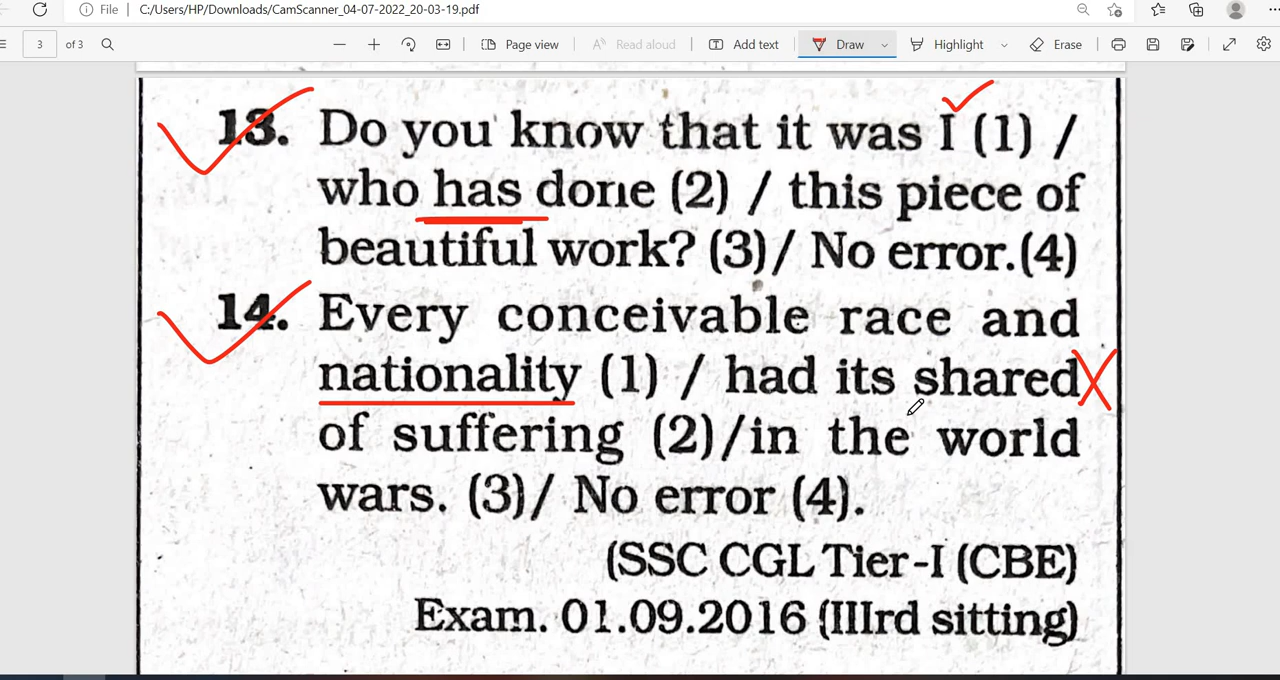 File | C:/Users/HP/Downloads/CamScanner_04-07-2022_20-03-19.pdf
3 of 3 Page view Read aloud Add text Draw Highlight Erase
13. Do you know that it was I (1) /
who has done (2) / this piece of
beautiful work? (3)/ No error.(4)
14. Every conceivable race and
nationality (1) / had its shared
of suffering (2)/in the world
wars. (3)/ No error (4).
(SSC CGL Tier-I (CBE)
Exam. 01.09.2016 (IIIrd sitting)